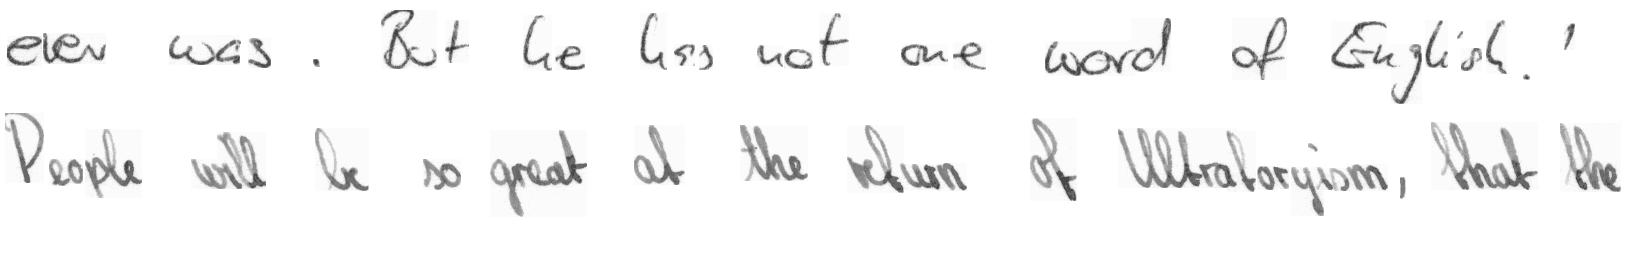 ever was. But he has not one word of English.'
People will be so great at the return of Ultratoryism, that the